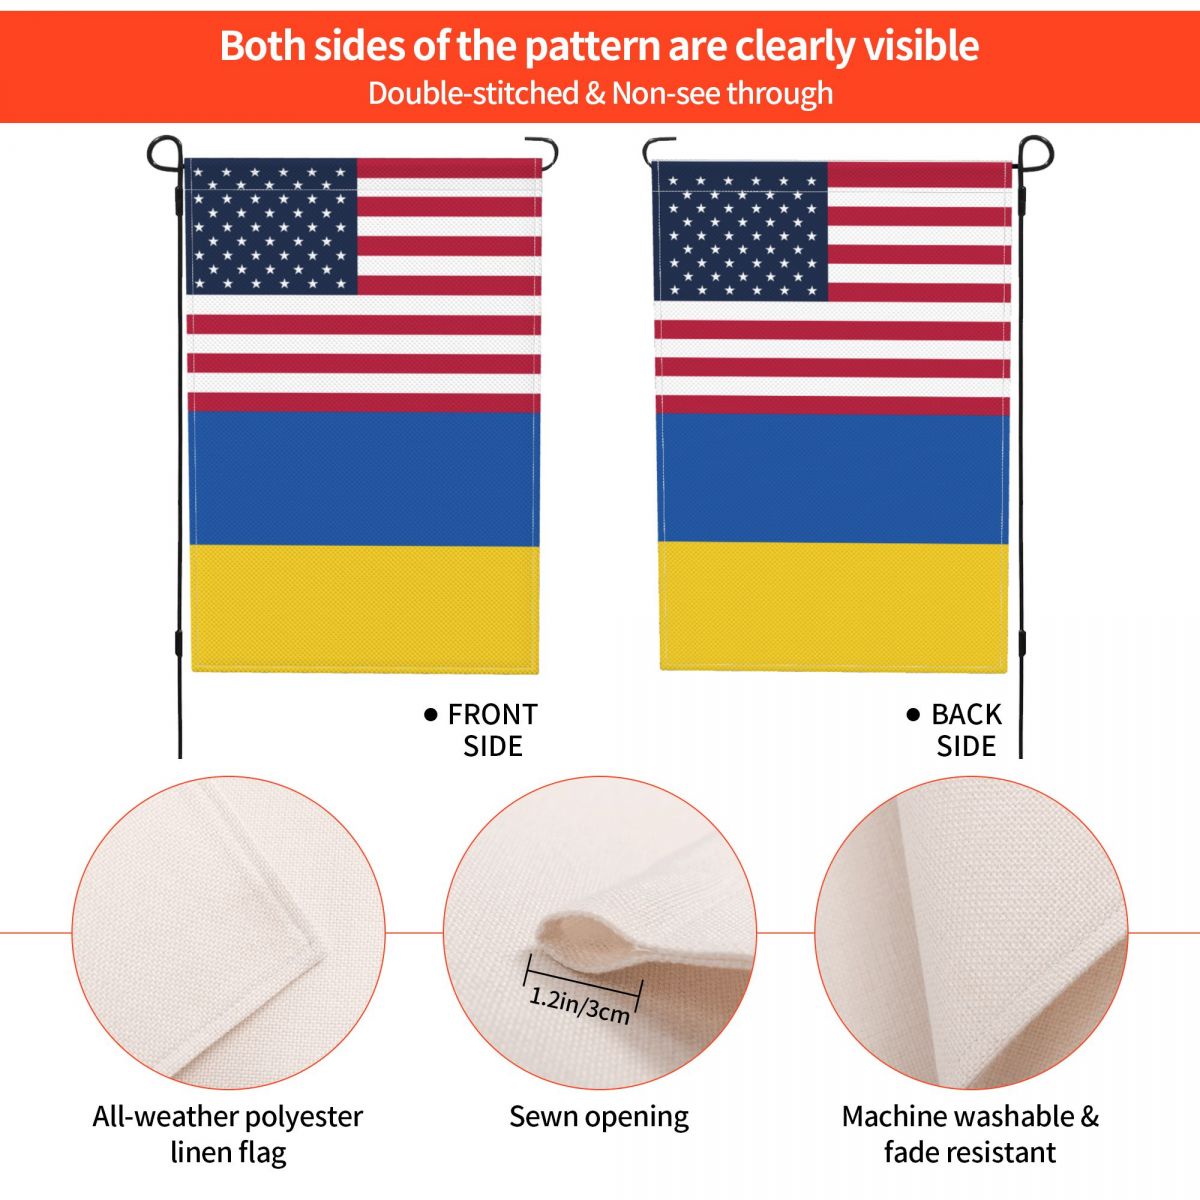 Both sides of the pattern are clearly visible
Double-stitched & Non-see through
● FRONT
SIDE
● BACK
SIDE
1.2in/3cm
All-weather polyester
linen flag
Sewn opening
Machine washable &
fade resistant